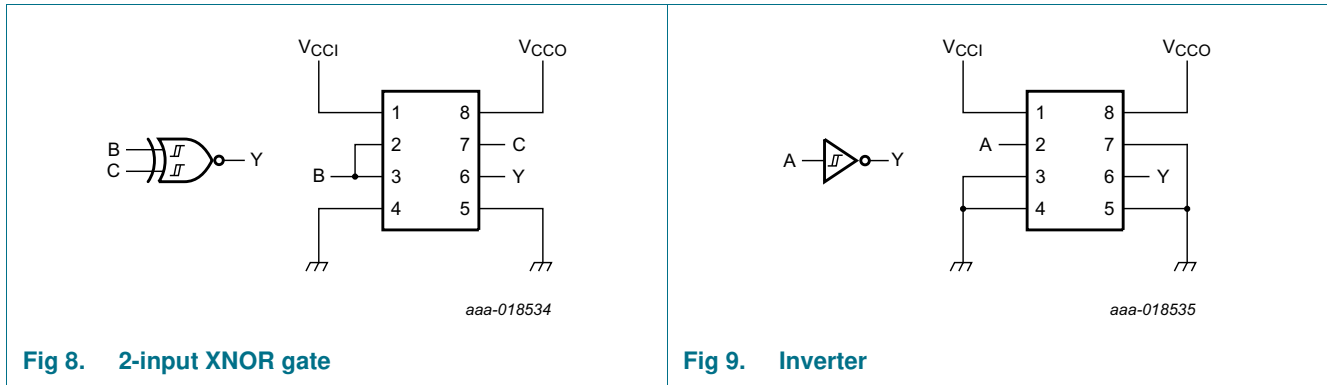 VCCI
VCCO
B
C
Y
1
8
2
7
C
B
3
6
Y
4
5
aaa-018534
Fig 8. 2-input XNOR gate
VCCI
VCCO
A
Y
1
8
A
2
7
3
6
Y
4
5
aaa-018535
Fig 9. Inverter